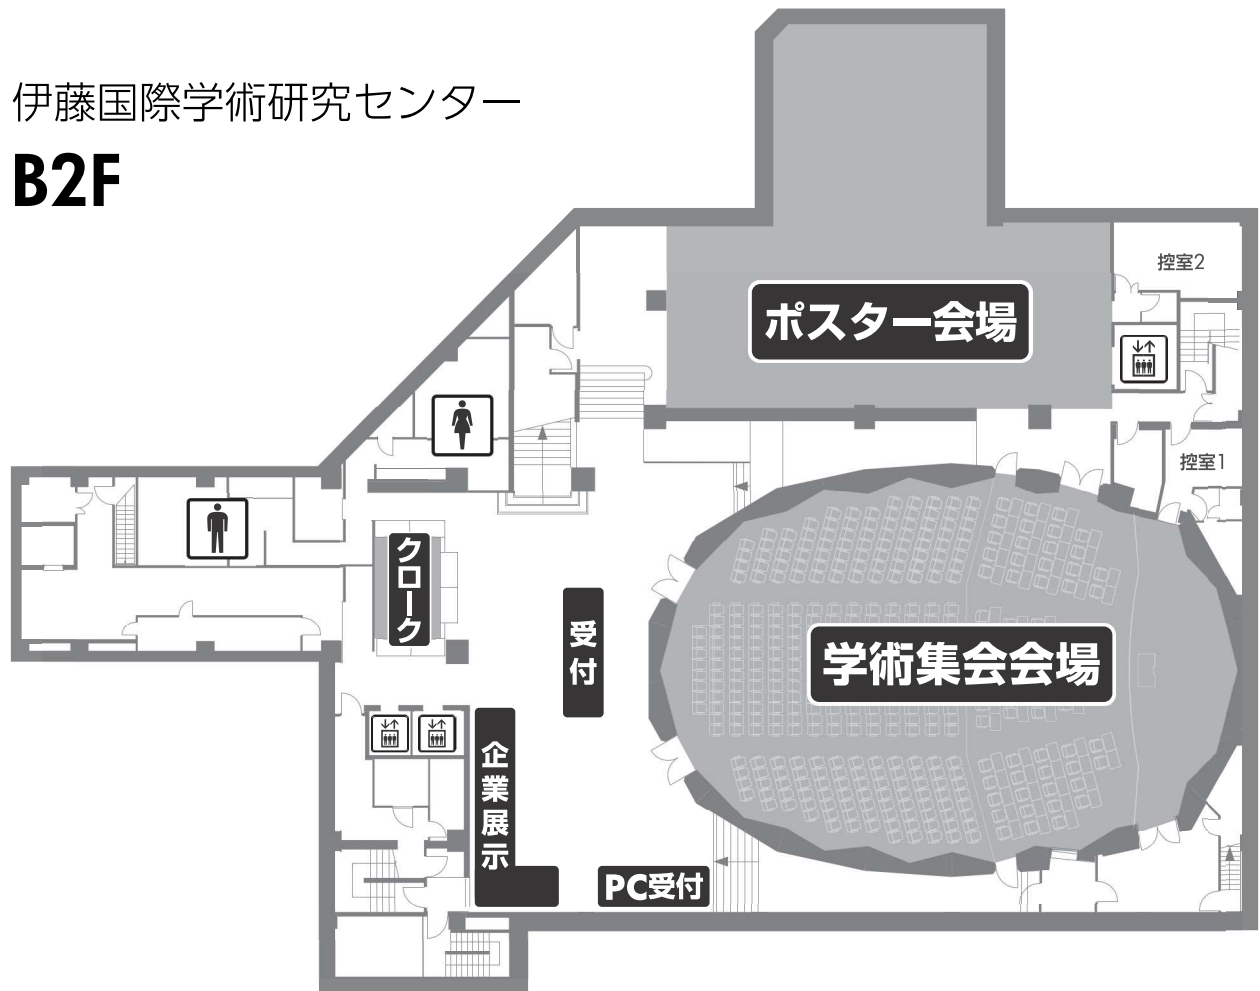 伊藤国際学術研究センター
B2F
控室2
ポスター会場
控室1
クローク
受付
学術集会会場
企業展示
PC受付